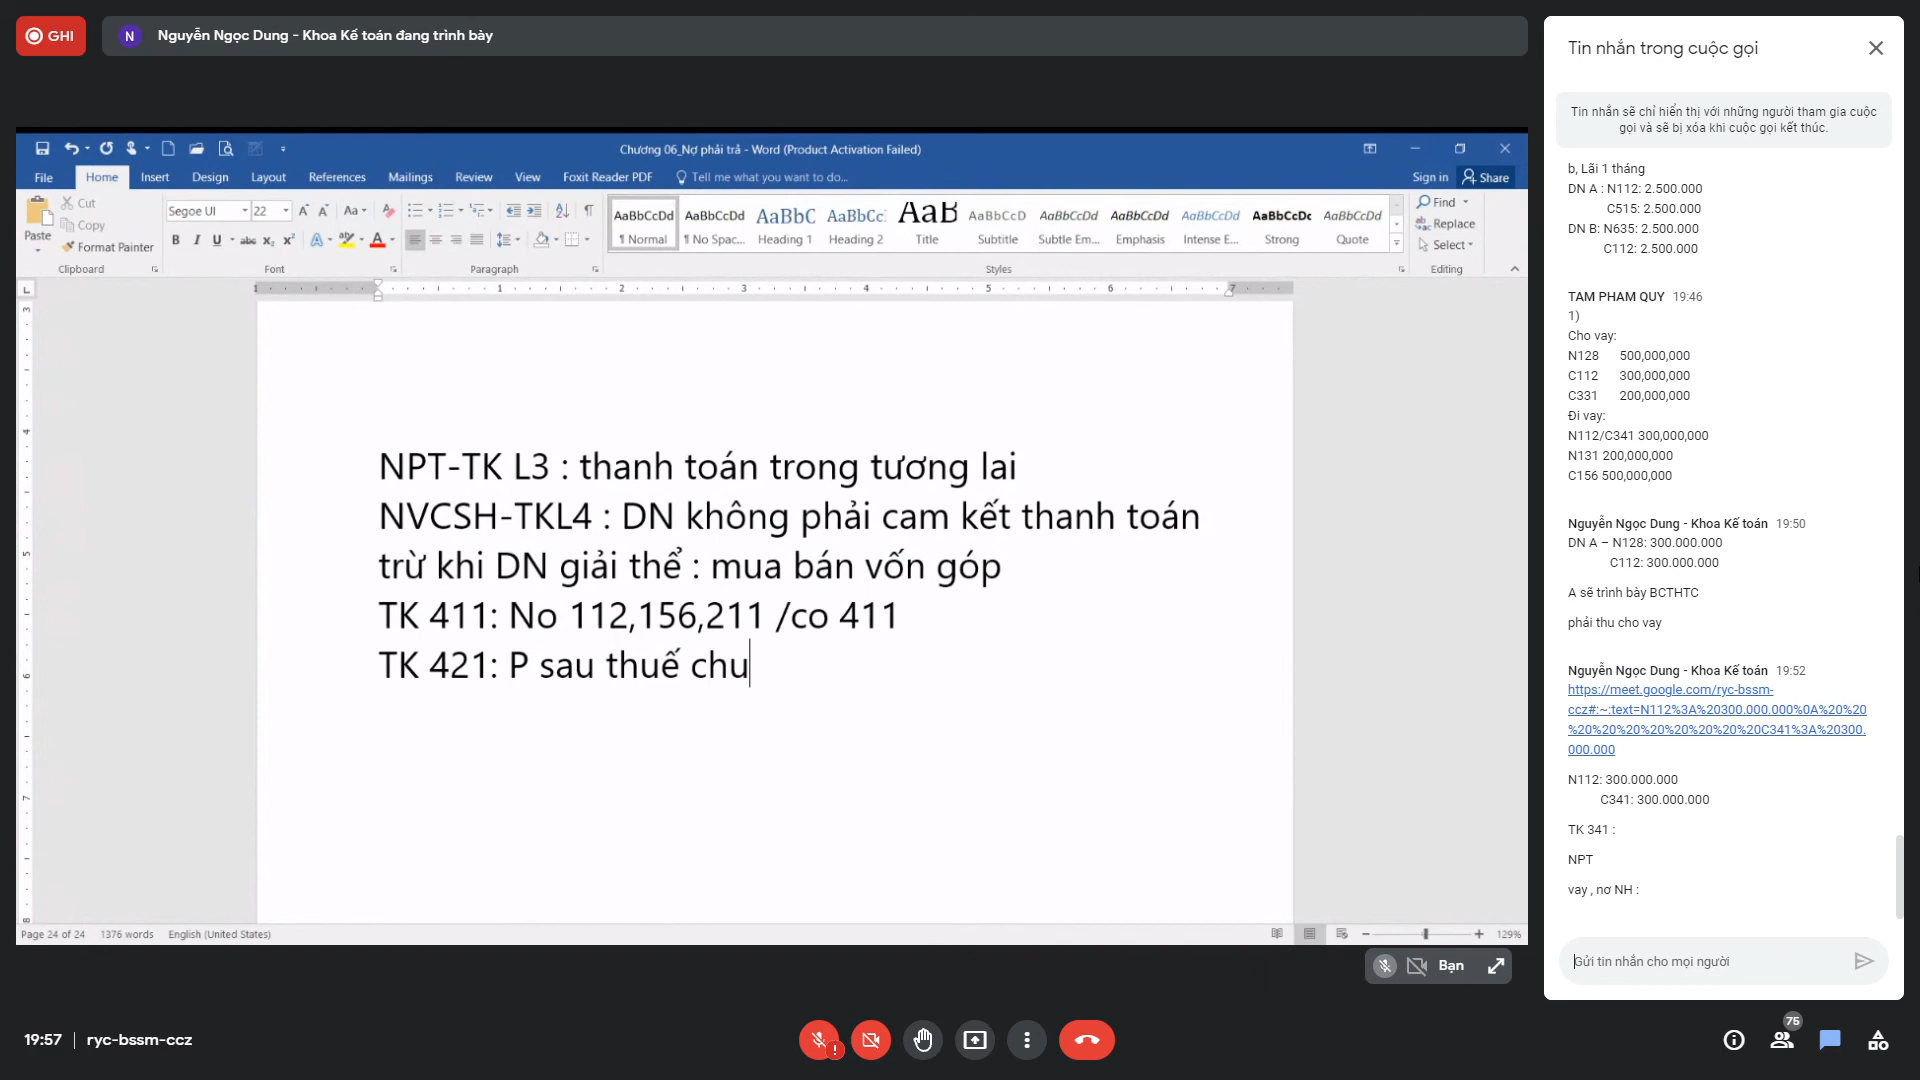 GHI
N
Nguyễn Ngọc Dung - Khoa Kế toán đang trình bày
Chương 06_Nợ phải trả - Word (Product Activation Failed)
File Home Insert Design Layout References Mailings Review View Foxit Reader PDF Tell me what you want to do... Sign in Share
Paste
Cut
Copy
Format Painter
Clipboard
Segoe UI 22
Font
Paragraph
AaBbCcDd ¶ Normal
AaBbCcDd ¶ No Spac...
AaBbC Heading 1
AaBbCc Heading 2
AaB Title
AaBbCcD Subtitle
AaBbCcDd Subtle Em...
AaBbCcDd Emphasis
AaBbCcDd Intense E...
AaBbCcDc Strong
AaBbCcDd Quote
Styles
Find
Replace
Select
Editing
NPT-TK L3 : thanh toán trong tương lai
NVCSH-TKL4 : DN không phải cam kết thanh toán
trừ khi DN giải thể : mua bán vốn góp
TK 411: No 112,156,211 /co 411
TK 421: P sau thuế chu
Page 24 of 24 1376 words English (United States)
129%
Bạn
19:57 | ryc-bssm-ccz
75
Tin nhắn trong cuộc gọi
Tin nhắn sẽ chỉ hiển thị với những người tham gia cuộc
gọi và sẽ bị xóa khi cuộc gọi kết thúc.
b, Lãi 1 tháng
DN A : N112: 2.500.000
C515: 2.500.000
DN B: N635: 2.500.000
C112: 2.500.000
TAM PHAM QUY 19:46
1)
Cho vay:
N128 500,000,000
C112 300,000,000
C331 200,000,000
Đi vay:
N112/C341 300,000,000
N131 200,000,000
C156 500,000,000
Nguyễn Ngọc Dung - Khoa Kế toán 19:50
DN A – N128: 300.000.000
C112: 300.000.000
A sẽ trình bày BCTHTC
phải thu cho vay
Nguyễn Ngọc Dung - Khoa Kế toán 19:52
https://meet.google.com/ryc-bssm-
ccz#:~:text=N112%3A%20300.000.000%0A%20%20
%20%20%20%20%20%20%20%20C341%3A%20300.
000.000
N112: 300.000.000
C341: 300.000.000
TK 341 :
NPT
vay , nơ NH :
Gửi tin nhắn cho mọi người